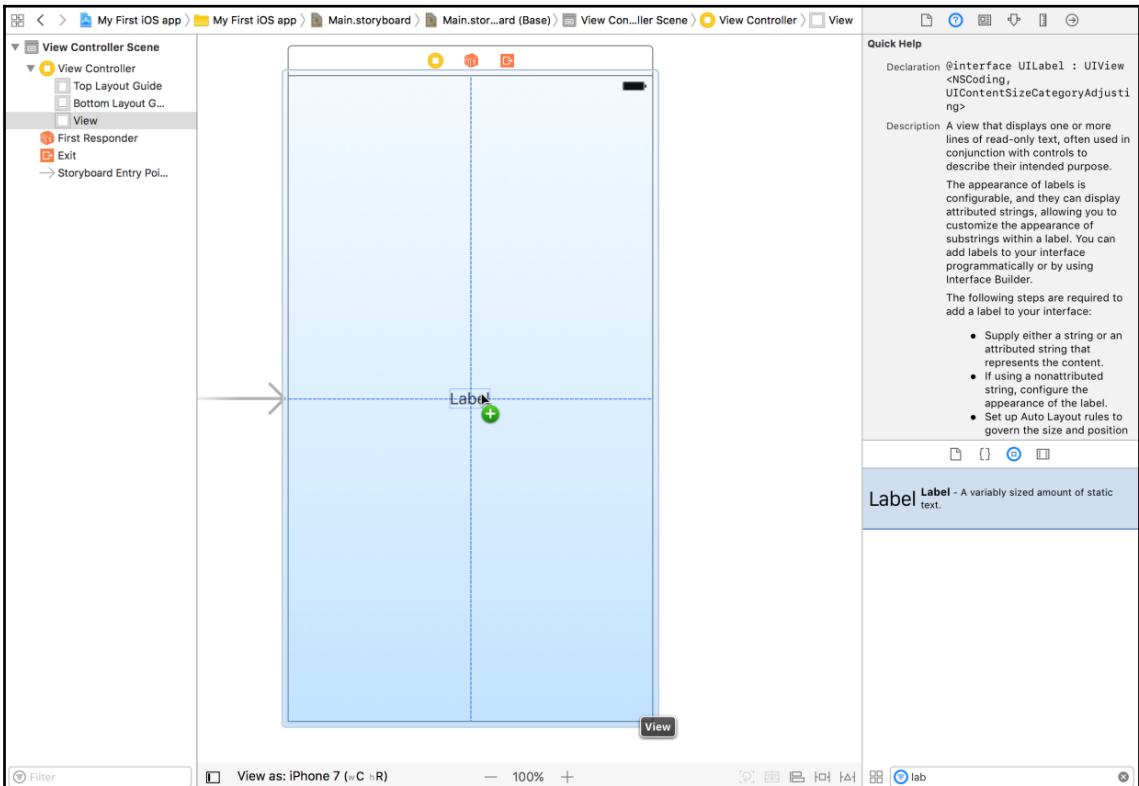 My First iOS app My First iOS app Main.storyboard Main.stor...ard (Base) View Con...ller Scene View Controller View
View Controller Scene
View Controller
Top Layout Guide
Bottom Layout G...
View
First Responder
Exit
Storyboard Entry Poi...
Filter
Label
View
View as: iPhone 7 (wC hR)
100%
Quick Help
Declaration @interface UILabel : UIView
<NSCoding,
UIContentSizeCategoryAdjusti
ng>
Description A view that displays one or more
lines of read-only text, often used in
conjunction with controls to
describe their intended purpose.
The appearance of labels is
configurable, and they can display
attributed strings, allowing you to
customize the appearance of
substrings within a label. You can
add labels to your interface
programmatically or by using
Interface Builder.
The following steps are required to
add a label to your interface:
● Supply either a string or an
attributed string that
represents the content.
● If using a nonattributed
string, configure the
appearance of the label.
● Set up Auto Layout rules to
govern the size and position
Label Label - A variably sized amount of static
text.
lab